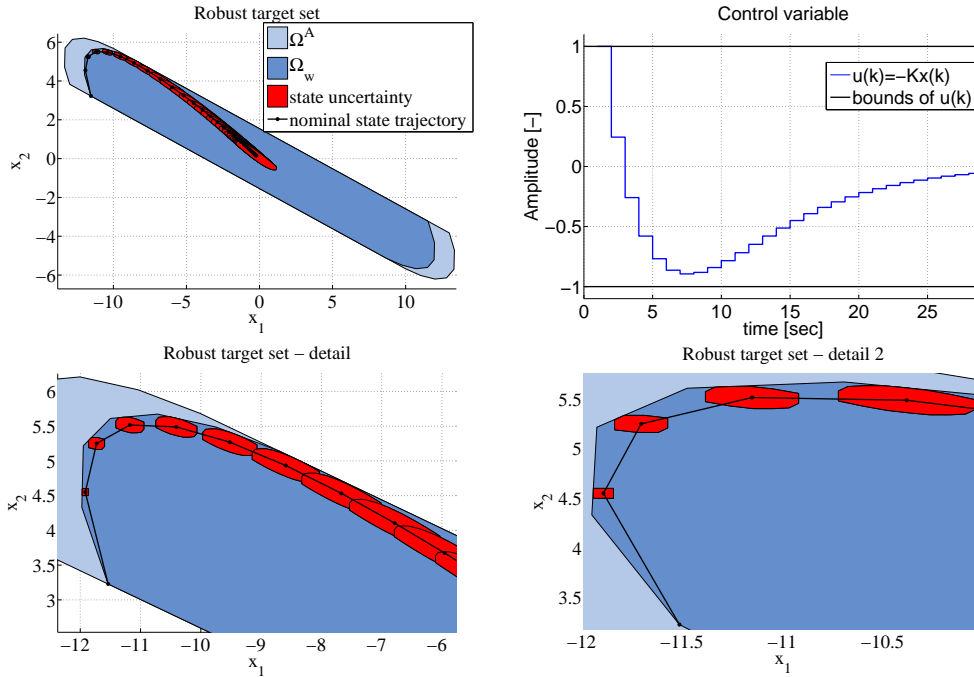 Robust target set
6
4
2
0
−2
−4
−6
x_2
−10
−5
0
5
10
x_1
Ω^A
Ω_w
state uncertainty
nominal state trajectory
Control variable
1
0.5
0
−0.5
−1
Amplitude [-]
0
5
10
15
20
25
time [sec]
u(k)=−Kx(k)
bounds of u(k)
Robust target set − detail
6
5.5
5
4.5
4
3.5
3
x_2
−12
−11
−10
−9
−8
−7
−6
x_1
Robust target set − detail 2
5.5
5
4.5
4
3.5
x_2
−12
−11.5
−11
−10.5
x_1